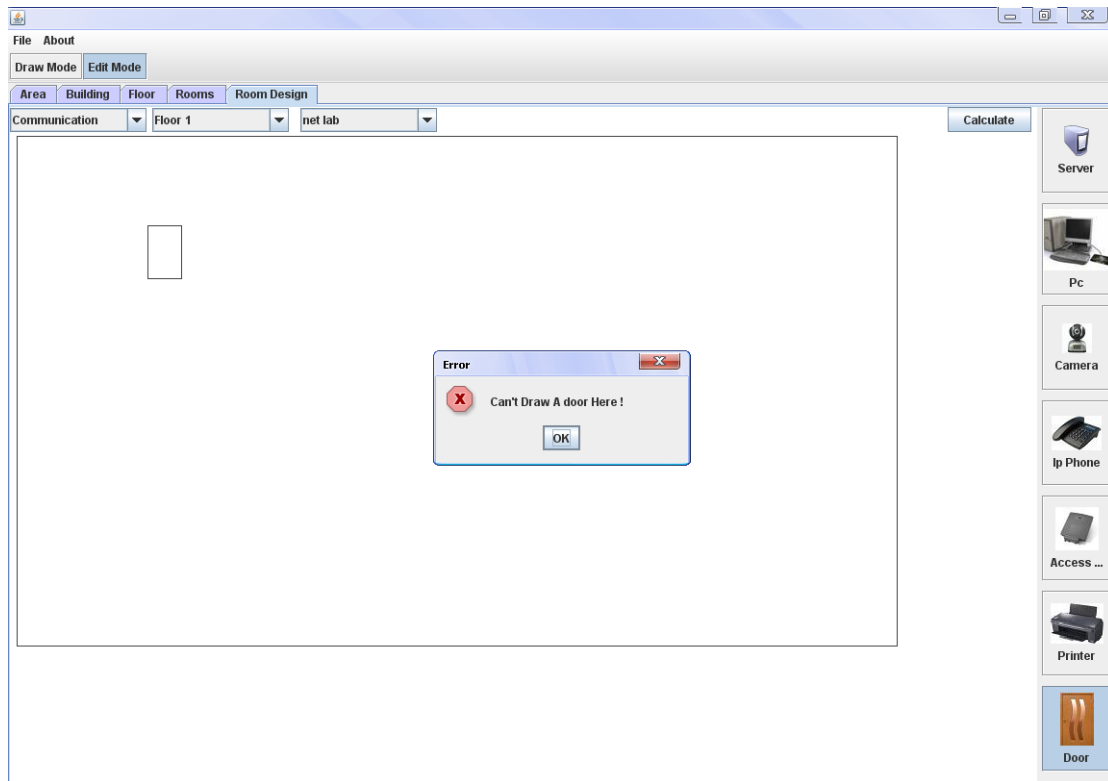 File About
Draw Mode Edit Mode
Area Building Floor Rooms Room Design
Communication Floor 1 net lab Calculate
Server
Pc
Camera
Error
Can't Draw A door Here !
OK
Ip Phone
Access ...
Printer
Door